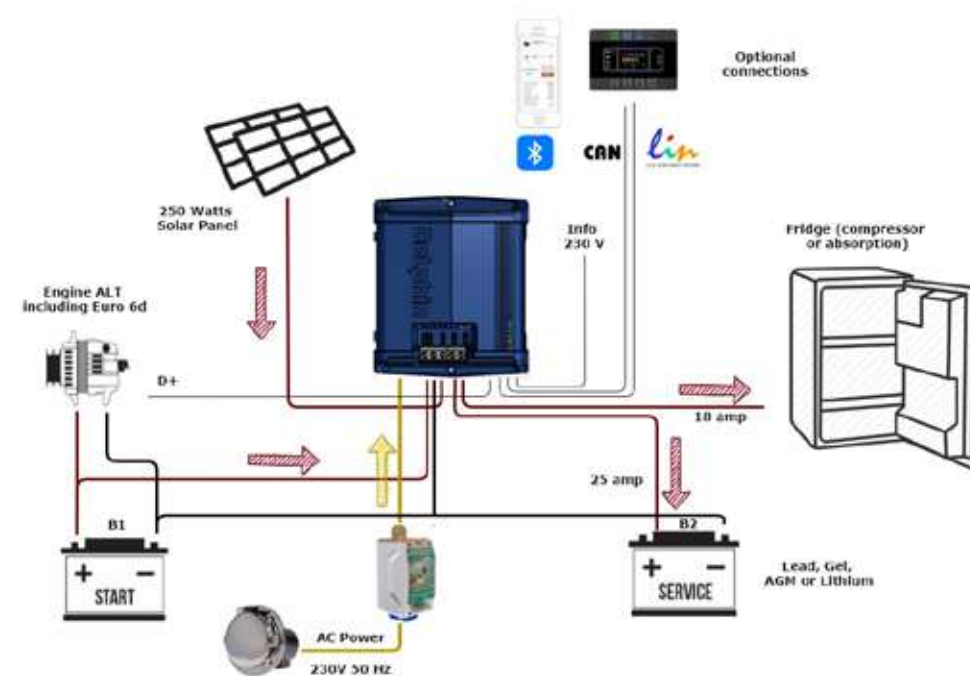 Optional
connections
CAN
lin
250 Watts
Solar Panel
Info
230 V
Fridge (compressor
or absorption)
Engine ALT
including Euro 6d
D+
10 amp
25 amp
B1
B2
+ −
START
+ −
SERVICE
Lead, Gel,
AGM or Lithium
AC Power
230V 50 Hz